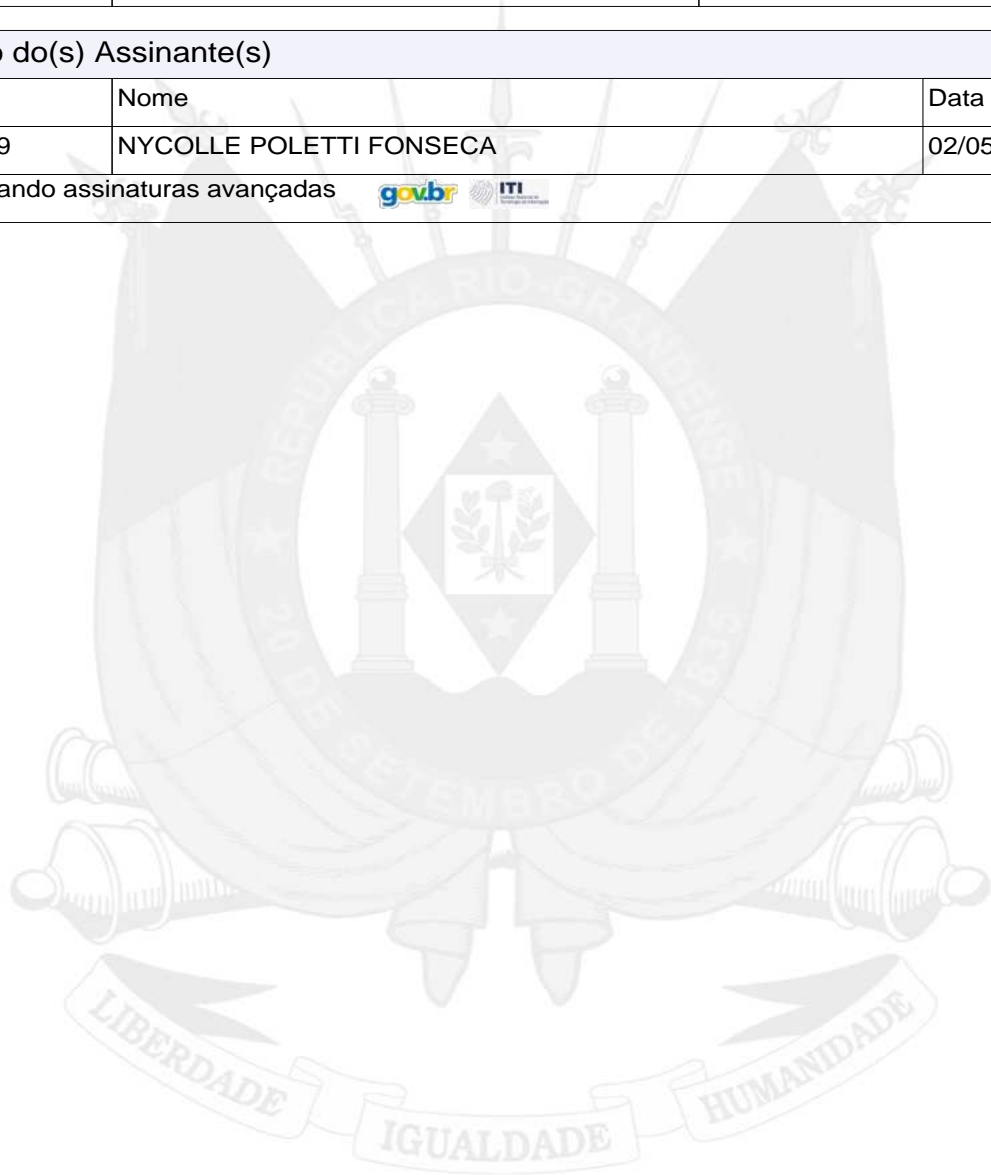 o do(s) Assinante(s)
Nome Data
9 NYCOLLE POLETTI FONSECA 02/05
ando assinaturas avançadas gov.br ITI
REPUBLICA RIO-GRANDENSE
20 DE SETEMBRO DE 1835
LIBERDADE IGUALDADE HUMANIDADE